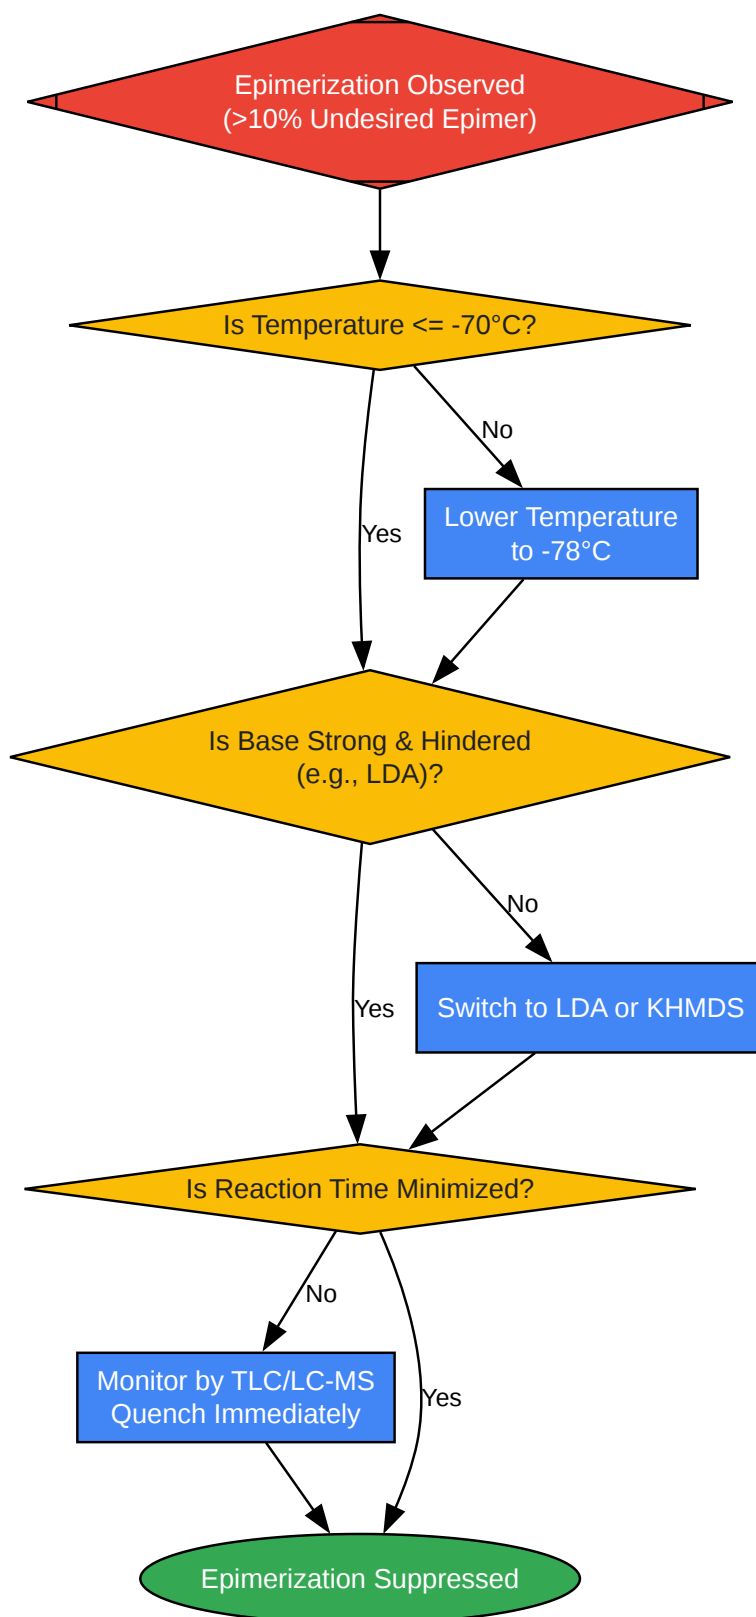 Epimerization Observed
(>10% Undesired Epimer)
Is Temperature <= -70°C?
No
Yes
Lower Temperature
to -78°C
Is Base Strong & Hindered
(e.g., LDA)?
No
Yes
Switch to LDA or KHMDS
Is Reaction Time Minimized?
No
Monitor by TLC/LC-MS
Quench Immediately
Yes
Epimerization Suppressed